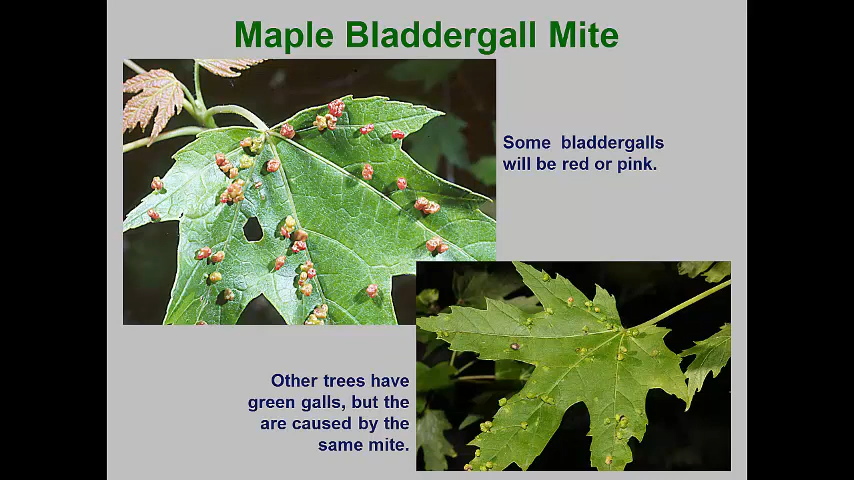 Maple Bladdergall Mite
Some bladdergalls
will be red or pink.
Other trees have
green galls, but the
are caused by the
same mite.